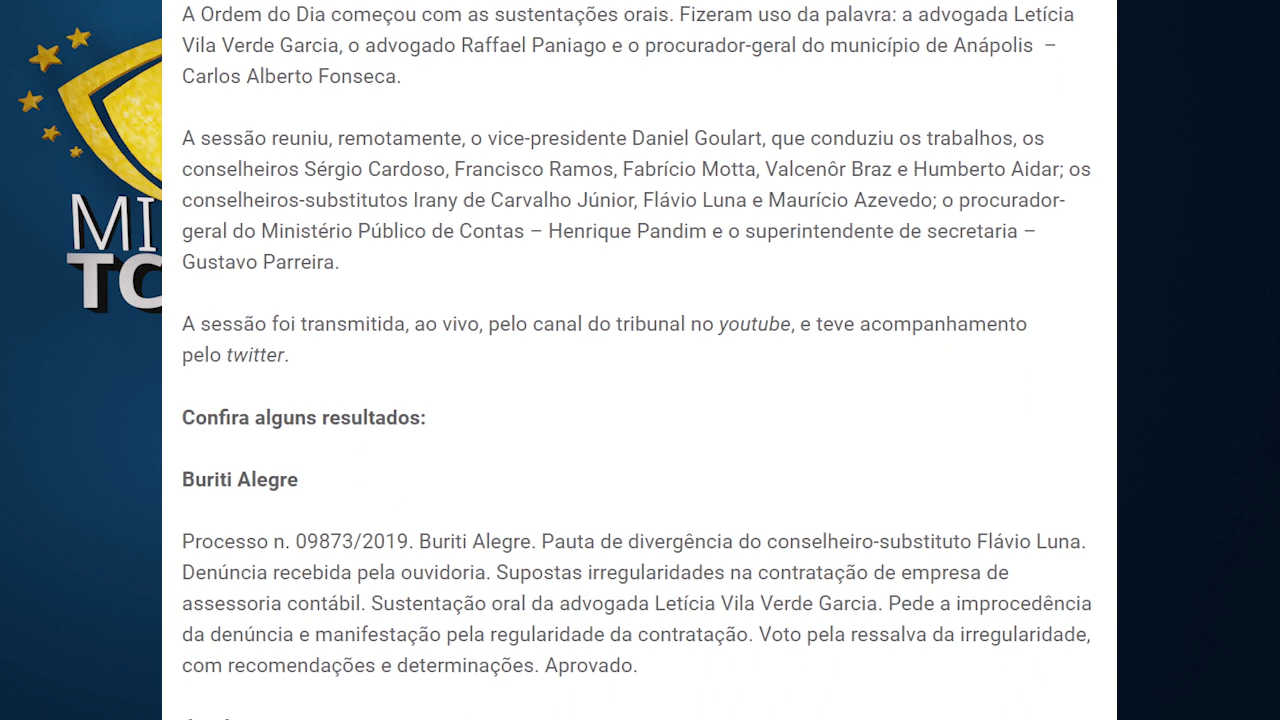 A Ordem do Dia começou com as sustentações orais. Fizeram uso da palavra: a advogada Letícia
Vila Verde Garcia, o advogado Raffael Paniago e o procurador-geral do município de Anápolis –
Carlos Alberto Fonseca.
A sessão reuniu, remotamente, o vice-presidente Daniel Goulart, que conduziu os trabalhos, os
conselheiros Sérgio Cardoso, Francisco Ramos, Fabrício Motta, Valcenôr Braz e Humberto Aidar; os
conselheiros-substitutos Irany de Carvalho Júnior, Flávio Luna e Maurício Azevedo; o procurador-
geral do Ministério Público de Contas – Henrique Pandim e o superintendente de secretaria –
Gustavo Parreira.
A sessão foi transmitida, ao vivo, pelo canal do tribunal no youtube, e teve acompanhamento
pelo twitter.
Confira alguns resultados:
Buriti Alegre
Processo n. 09873/2019. Buriti Alegre. Pauta de divergência do conselheiro-substituto Flávio Luna.
Denúncia recebida pela ouvidoria. Supostas irregularidades na contratação de empresa de
assessoria contábil. Sustentação oral da advogada Letícia Vila Verde Garcia. Pede a improcedência
da denúncia e manifestação pela regularidade da contratação. Voto pela ressalva da irregularidade,
com recomendações e determinações. Aprovado.
MI
TC